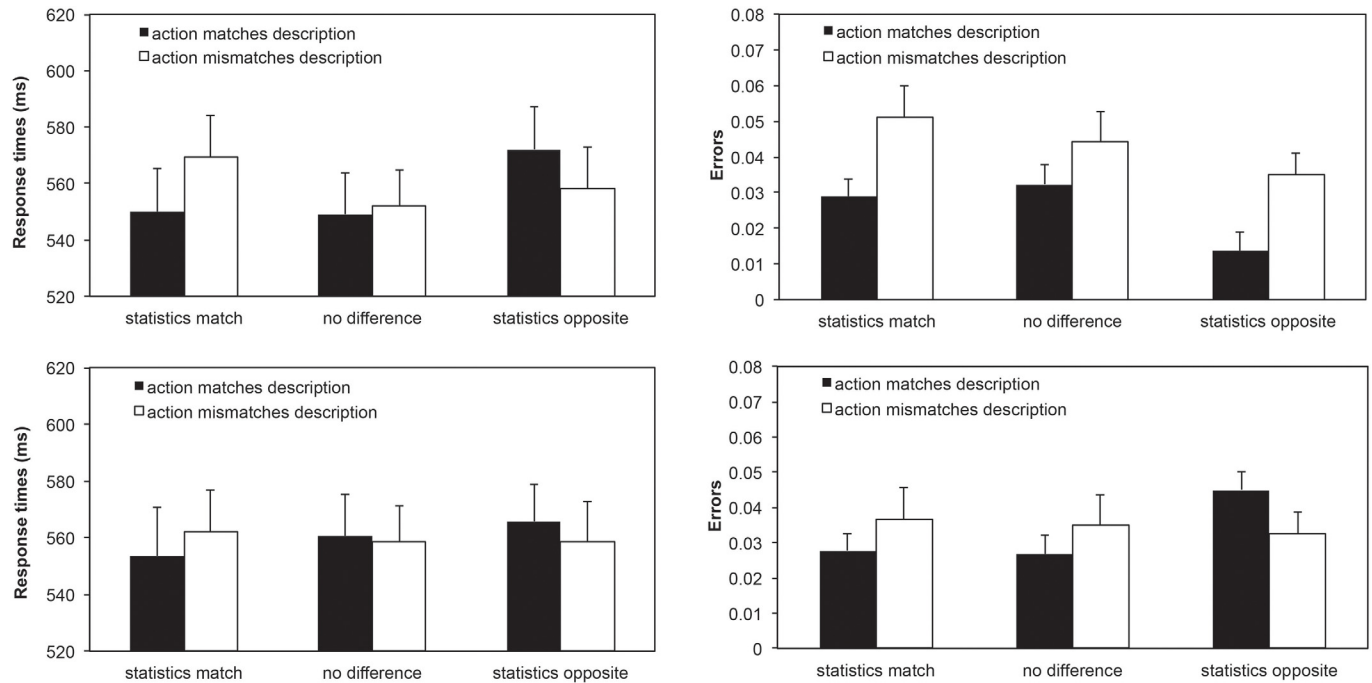 Response times (ms)
620
600
580
560
540
520
action matches description
action mismatches description
statistics match
no difference
statistics opposite
Errors
0.08
0.07
0.06
0.05
0.04
0.03
0.02
0.01
0
action matches description
action mismatches description
statistics match
no difference
statistics opposite
Response times (ms)
620
600
580
560
540
520
action matches description
action mismatches description
statistics match
no difference
statistics opposite
Errors
0.08
0.07
0.06
0.05
0.04
0.03
0.02
0.01
0
action matches description
action mismatches description
statistics match
no difference
statistics opposite